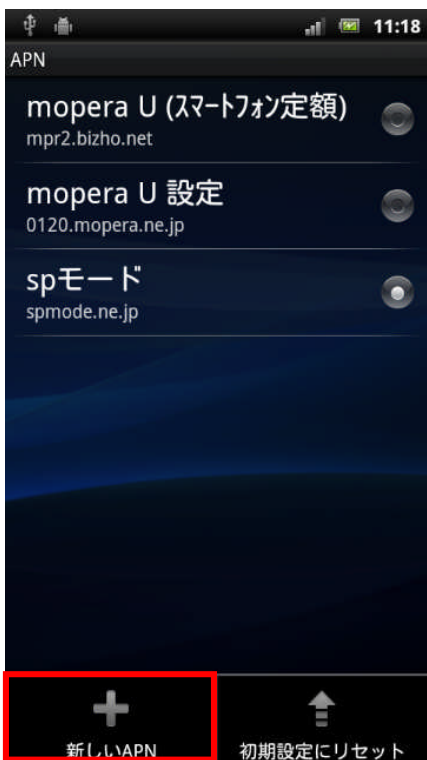 11:18
APN
mopera U (ｽﾏｰﾄﾌｫﾝ定額)
mpr2.bizho.net
mopera U 設定
0120.mopera.ne.jp
spモード
spmode.ne.jp
新しいAPN
初期設定にリセット